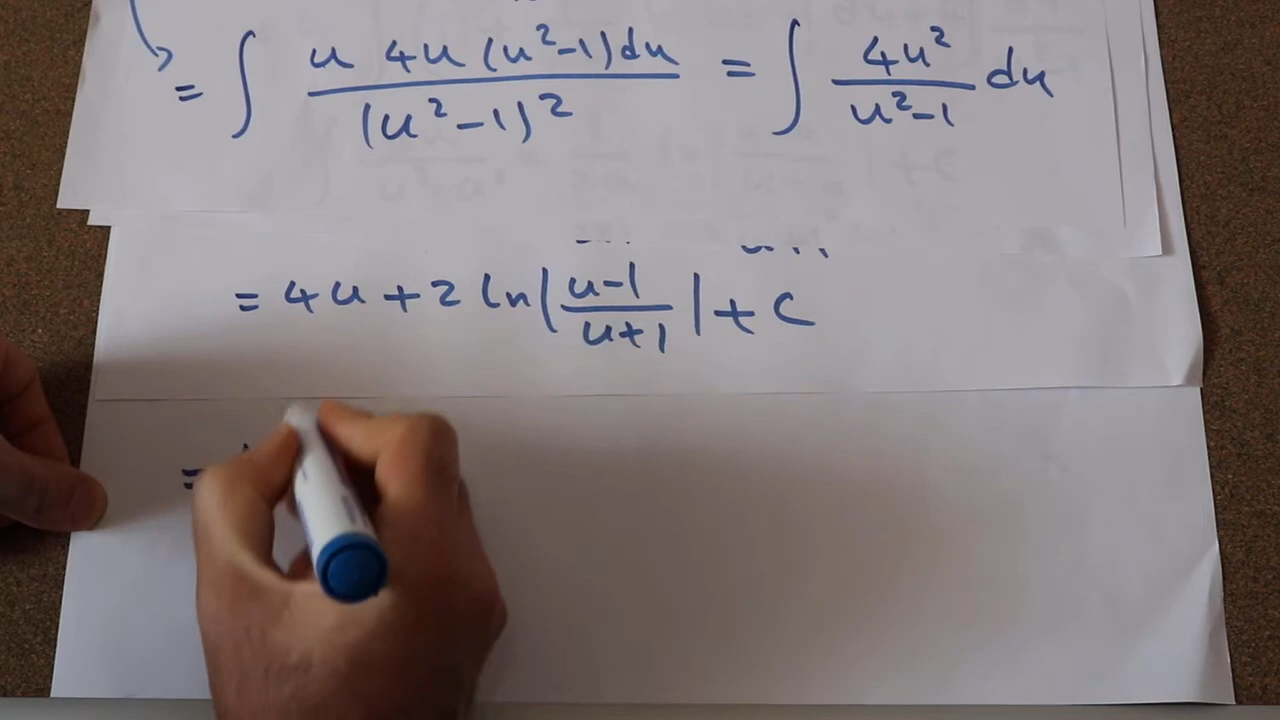 = ∫ u 4u (u²-1) du / (u²-1)² = ∫ 4u² / u²-1 du
= 4u + 2 ln | u-1 / u+1 | + C
=